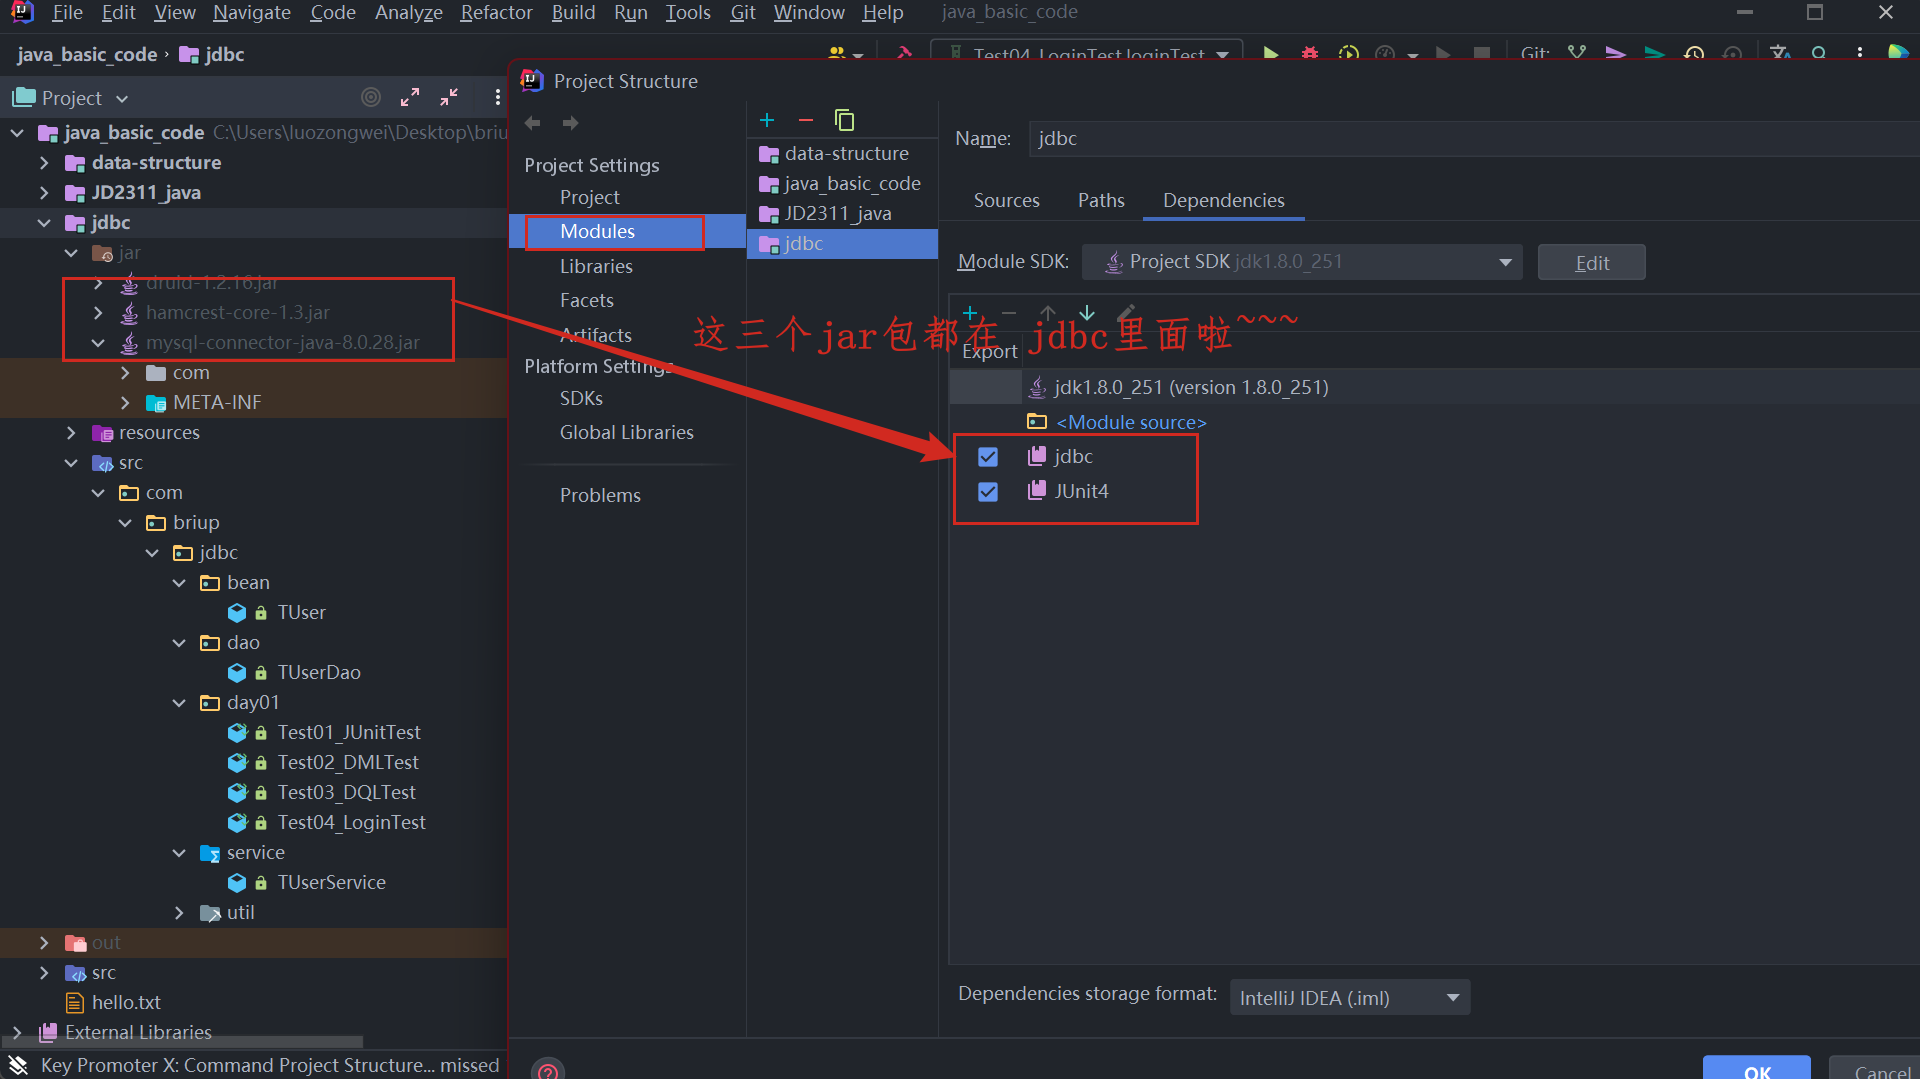 File Edit View Navigate Code Analyze Refactor Build Run Tools Git Window Help java_basic_code
java_basic_code › jdbc
Test04_LoginTest.loginTest Git:
Project
java_basic_code C:\Users\luozongwei\Desktop\briu
data-structure
JD2311_java
jdbc
jar
druid-1.2.16.jar
hamcrest-core-1.3.jar
mysql-connector-java-8.0.28.jar
com
META-INF
resources
src
com
briup
jdbc
bean
TUser
dao
TUserDao
day01
Test01_JUnitTest
Test02_DMLTest
Test03_DQLTest
Test04_LoginTest
service
TUserService
util
out
src
hello.txt
External Libraries
Key Promoter X: Command Project Structure... missed
Project Structure
Project Settings
Project
Modules
Libraries
Facets
Artifacts
Platform Settings
SDKs
Global Libraries
Problems
data-structure
java_basic_code
JD2311_java
jdbc
Name: jdbc
Sources Paths Dependencies
Module SDK: Project SDK jdk1.8.0_251 Edit
这三个jar包都在 jdbc里面啦~~~
Export
jdk1.8.0_251 (version 1.8.0_251)
<Module source>
jdbc
JUnit4
Dependencies storage format: IntelliJ IDEA (.iml)
OK Cancel